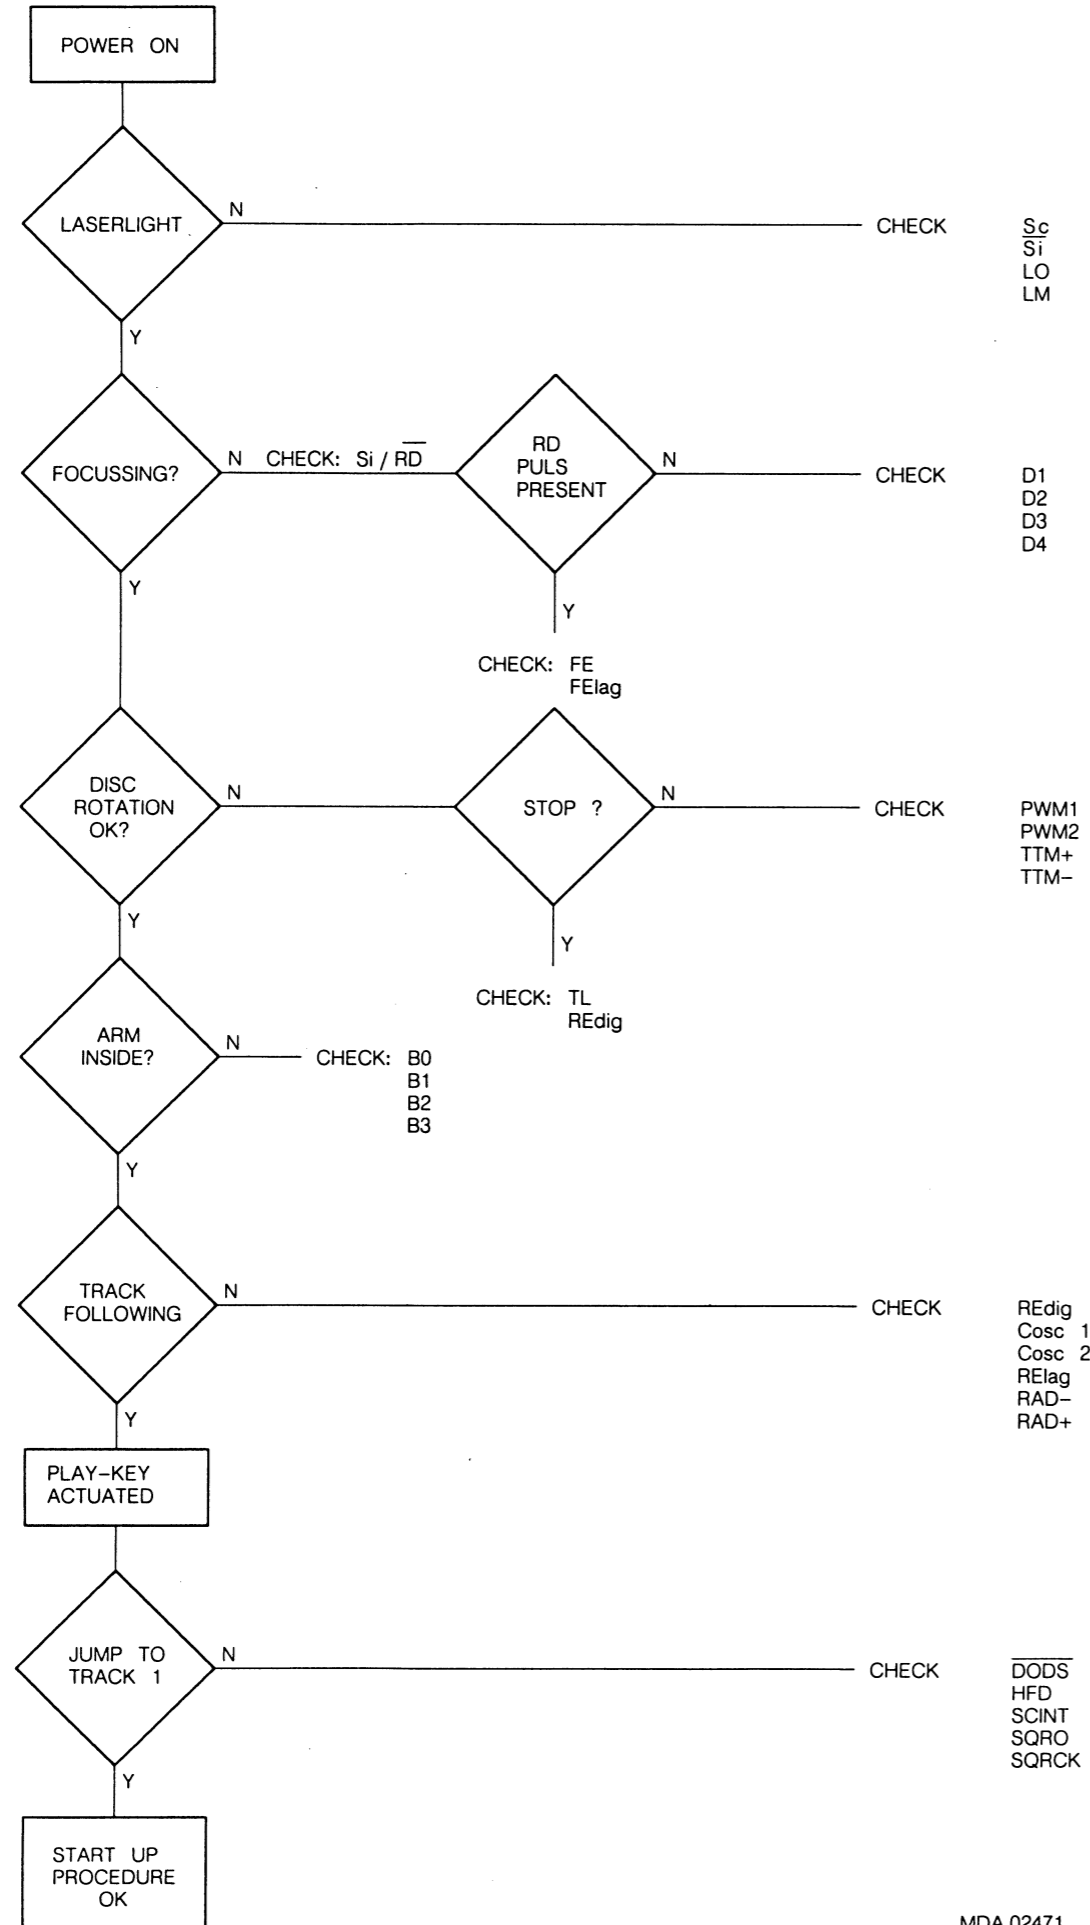 POWER ON
LASERLIGHT
N
CHECK
Sc
S̅i̅
LO
LM
Y
FOCUSSING?
N
CHECK: Si / R̅D̅
RD
PULS
PRESENT
N
CHECK
D1
D2
D3
D4
Y
Y
CHECK: FE
FElag
DISC
ROTATION
OK?
N
STOP ?
N
CHECK
PWM1
PWM2
TTM+
TTM-
Y
Y
CHECK: TL
REdig
ARM
INSIDE?
N
CHECK: B0
B1
B2
B3
Y
TRACK
FOLLOWING
N
CHECK
REdig
Cosc 1
Cosc 2
RElag
RAD-
RAD+
Y
PLAY-KEY
ACTUATED
JUMP TO
TRACK 1
N
CHECK
D̅O̅D̅S̅
HFD
SCINT
SQRO
SQRCK
Y
START UP
PROCEDURE
OK
MDA 02471